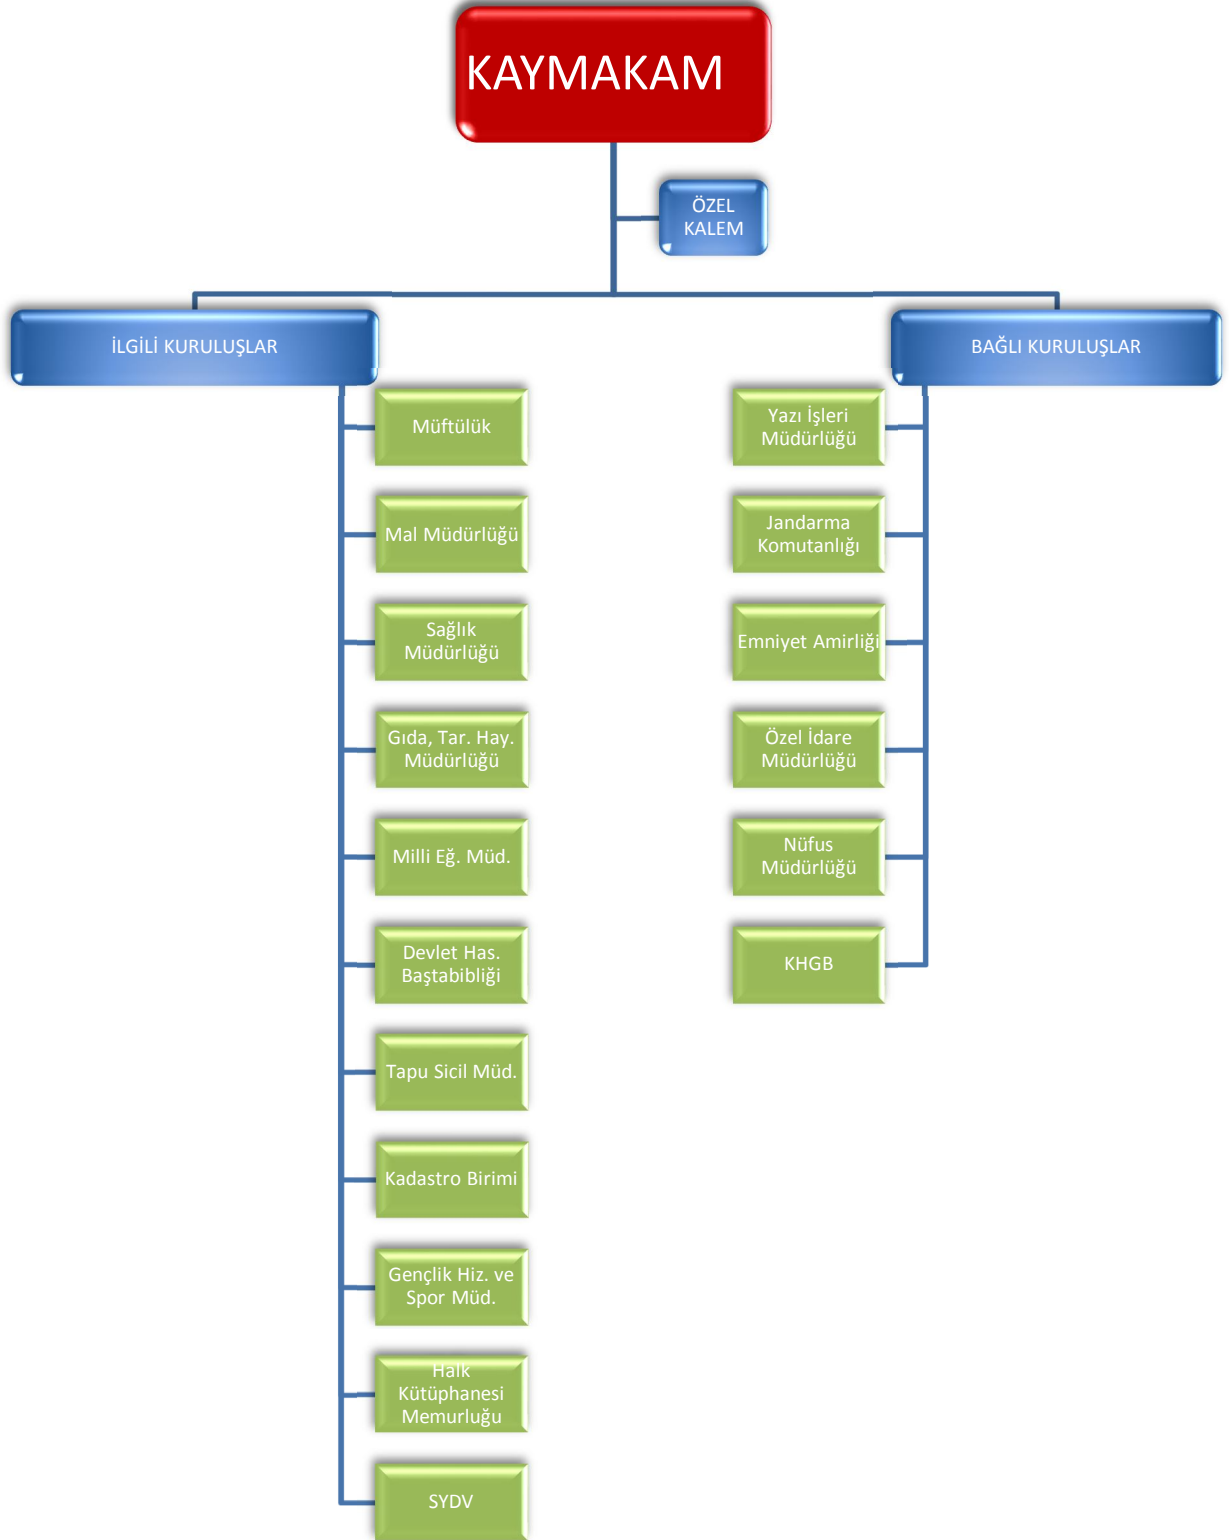 KAYMAKAM
ÖZEL
KALEM
İLGİLİ KURULUŞLAR
Müftülük
Mal Müdürlüğü
Sağlık
Müdürlüğü
Gıda, Tar. Hay.
Müdürlüğü
Milli Eğ. Müd.
Devlet Has.
Baştabibliği
Tapu Sicil Müd.
Kadastro Birimi
Gençlik Hiz. ve
Spor Müd.
Halk
Kütüphanesi
Memurluğu
SYDV
BAĞLI KURULUŞLAR
Yazı İşleri
Müdürlüğü
Jandarma
Komutanlığı
Emniyet Amirliği
Özel İdare
Müdürlüğü
Nüfus
Müdürlüğü
KHGB